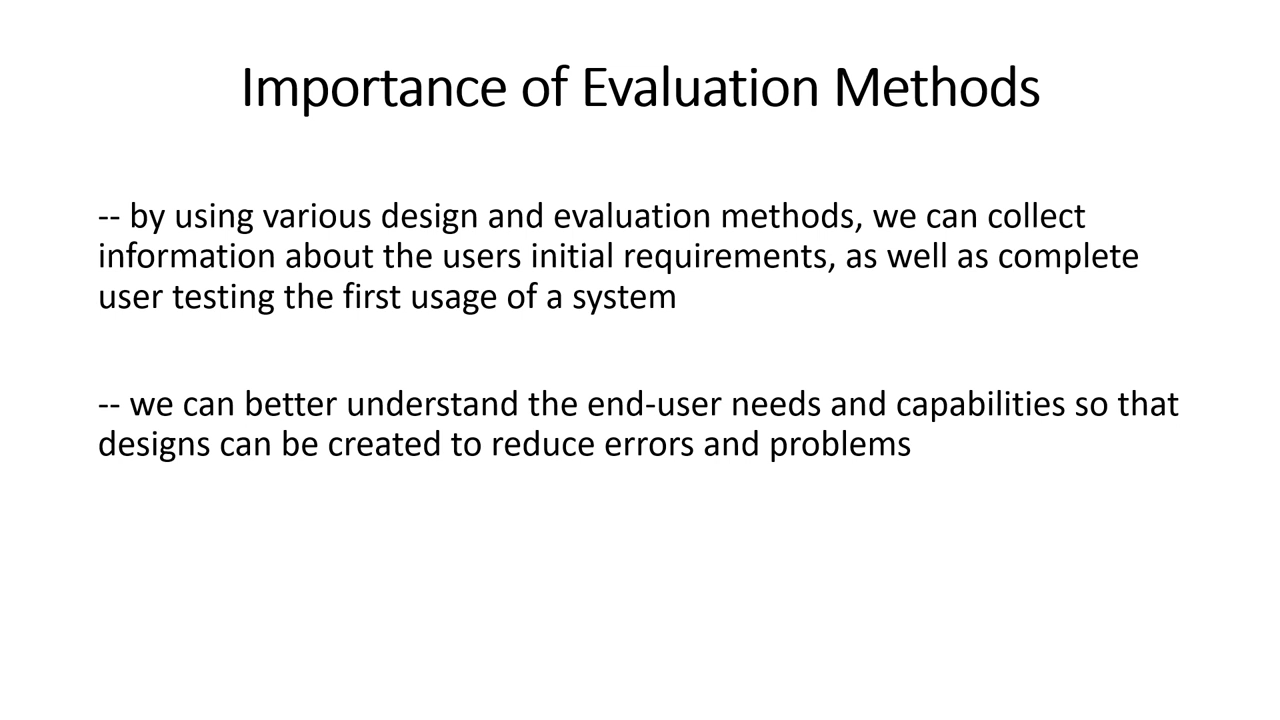 Importance of Evaluation Methods
-- by using various design and evaluation methods, we can collect
information about the users initial requirements, as well as complete
user testing the first usage of a system
-- we can better understand the end-user needs and capabilities so that
designs can be created to reduce errors and problems